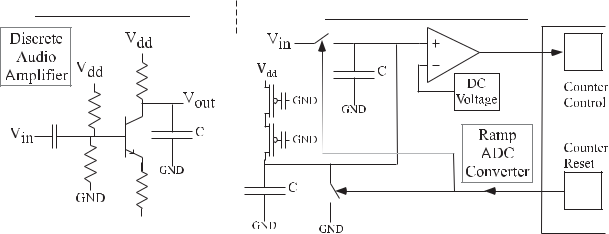 Discrete
Audio
Amplifier
Vdd
Vdd
Vout
Vin
C
GND
GND
Vin
Vdd
C
GND
GND
GND
+
−
DC
Voltage
Counter
Control
Ramp
ADC
Converter
Counter
Reset
C
GND
GND